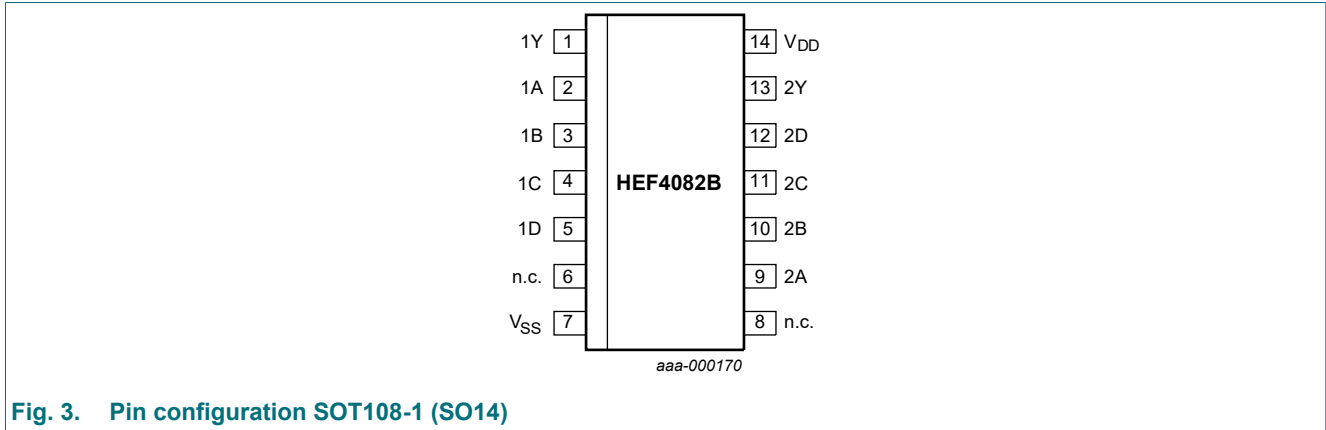 1Y 1 14 VDD
1A 2 13 2Y
1B 3 12 2D
1C 4 HEF4082B 11 2C
1D 5 10 2B
n.c. 6 9 2A
VSS 7 8 n.c.
aaa-000170
Fig. 3. Pin configuration SOT108-1 (SO14)